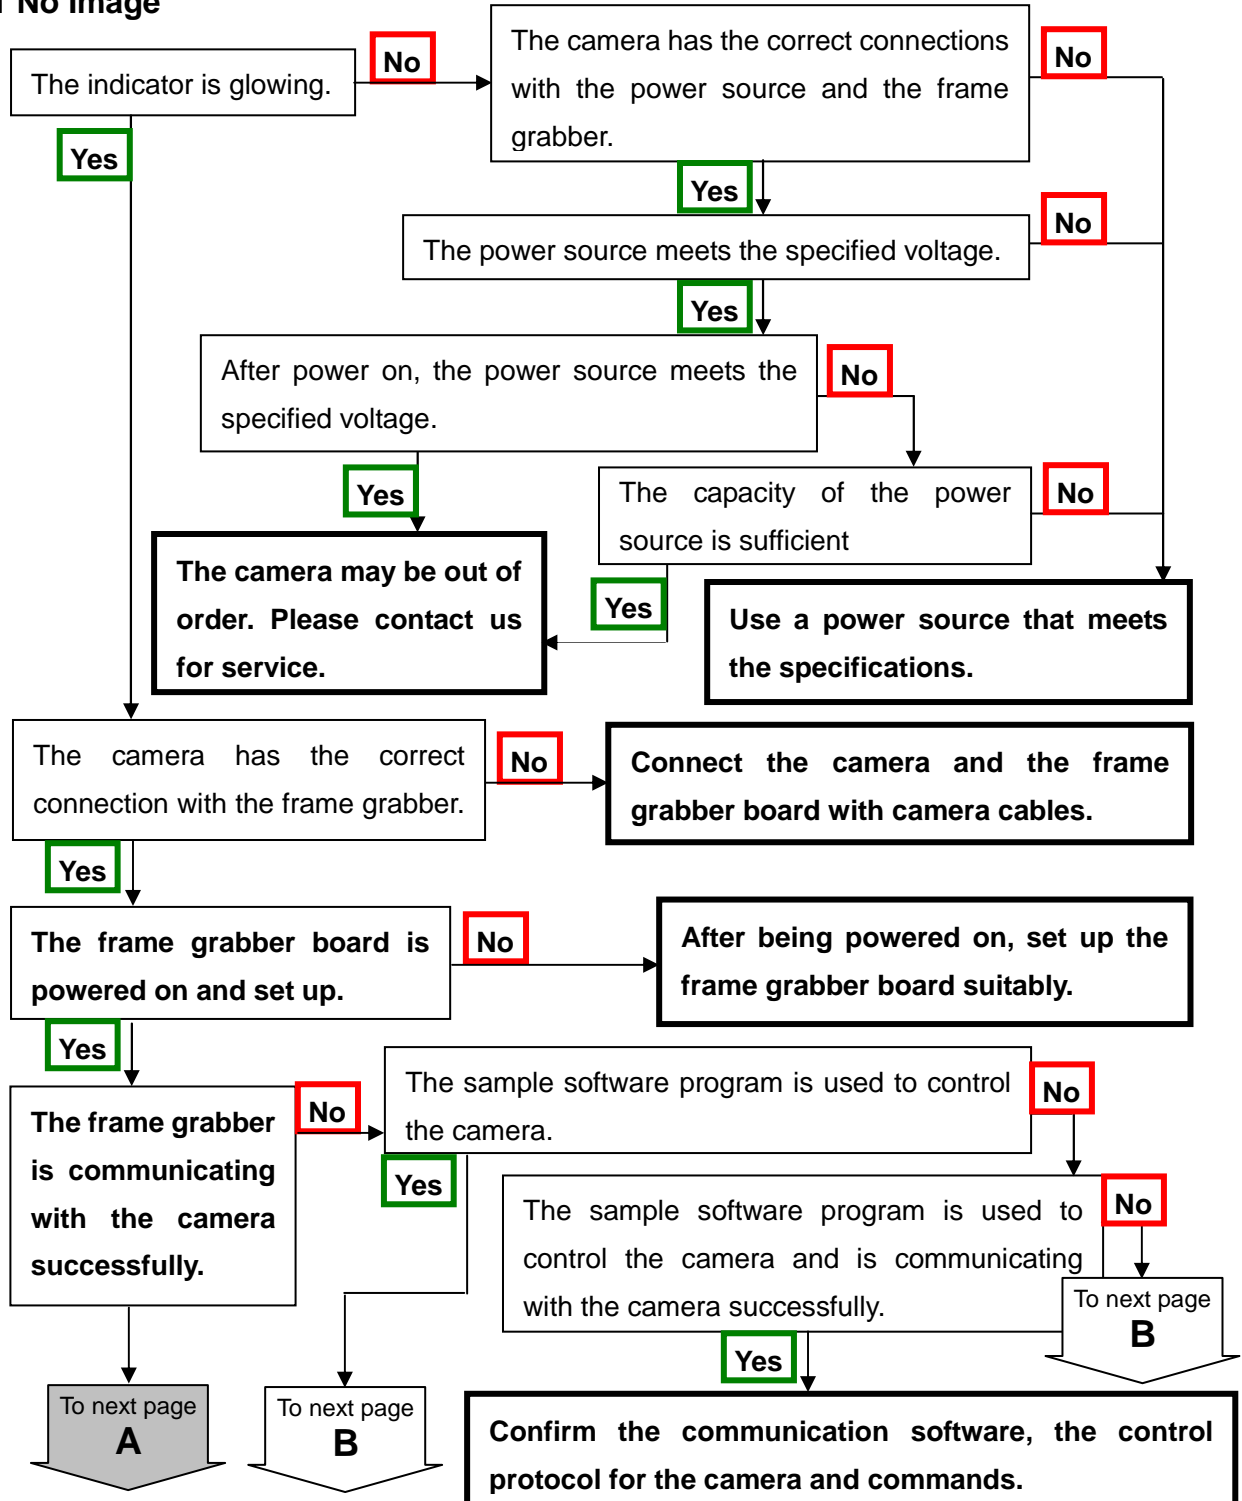 No Image
The indicator is glowing.
No
The camera has the correct connections
with the power source and the frame
grabber.
No
Yes
Yes
The power source meets the specified voltage.
No
Yes
After power on, the power source meets the
specified voltage.
No
Yes
The capacity of the power
source is sufficient
No
The camera may be out of
order. Please contact us
for service.
Yes
Use a power source that meets
the specifications.
The camera has the correct
connection with the frame grabber.
No
Connect the camera and the frame
grabber board with camera cables.
Yes
The frame grabber board is
powered on and set up.
No
After being powered on, set up the
frame grabber board suitably.
Yes
The frame grabber
is communicating
with the camera
successfully.
No
The sample software program is used to control
the camera.
No
Yes
The sample software program is used to
control the camera and is communicating
with the camera successfully.
No
To next page
B
Yes
To next page
A
To next page
B
Confirm the communication software, the control
protocol for the camera and commands.